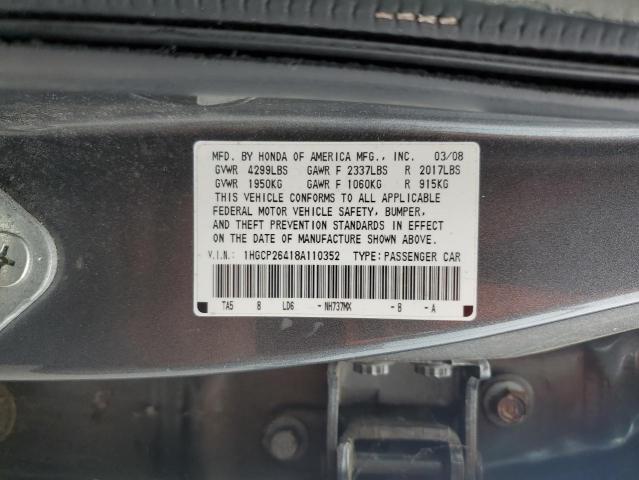 MFD. BY HONDA OF AMERICA MFG., INC. 03/08
GVWR 4299LBS GAWR F 2337LBS R 2017LBS
GVWR 1950KG GAWR F 1060KG R 915KG
THIS VEHICLE CONFORMS TO ALL APPLICABLE
FEDERAL MOTOR VEHICLE SAFETY, BUMPER,
AND THEFT PREVENTION STANDARDS IN EFFECT
ON THE DATE OF MANUFACTURE SHOWN ABOVE.
V.I.N.: 1HGCP26418A110352 TYPE: PASSENGER CAR
TA5 8 LD6 -NH737MX -B -A